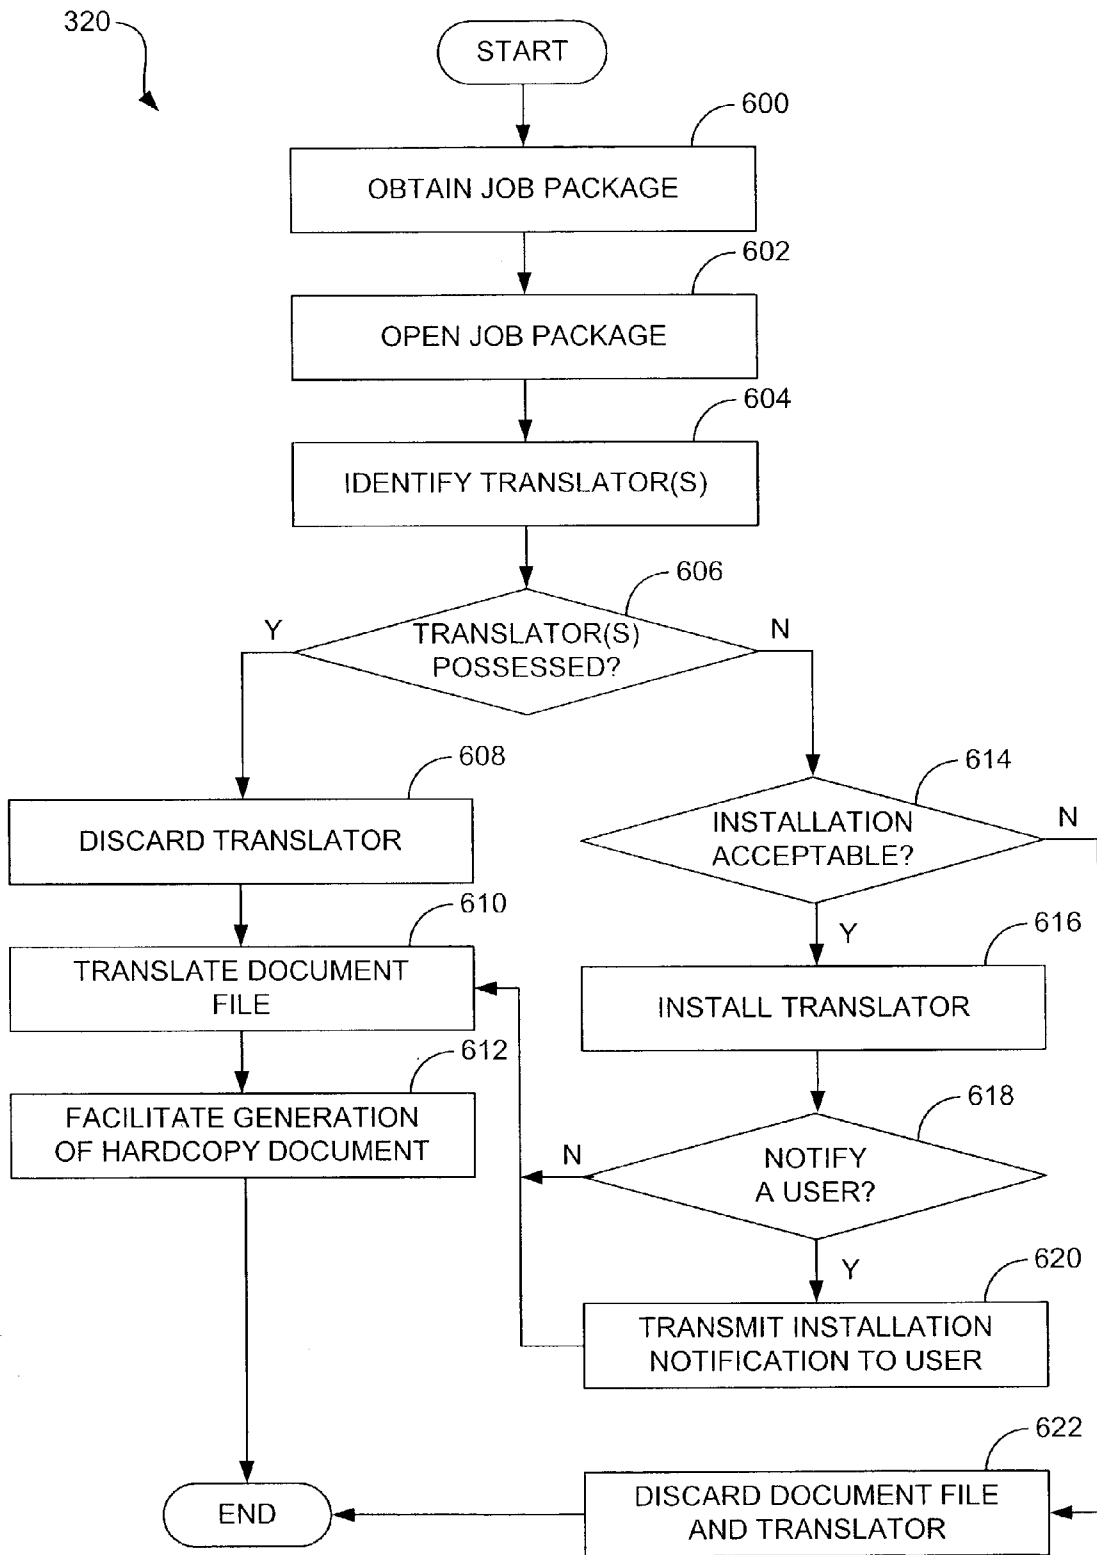 320
START
600
OBTAIN JOB PACKAGE
602
OPEN JOB PACKAGE
604
IDENTIFY TRANSLATOR(S)
606
TRANSLATOR(S)
POSSESSED?
Y
N
608
DISCARD TRANSLATOR
614
INSTALLATION
ACCEPTABLE?
N
Y
610
TRANSLATE DOCUMENT
FILE
616
INSTALL TRANSLATOR
612
FACILITATE GENERATION
OF HARDCOPY DOCUMENT
618
NOTIFY
A USER?
N
Y
620
TRANSMIT INSTALLATION
NOTIFICATION TO USER
622
DISCARD DOCUMENT FILE
AND TRANSLATOR
END